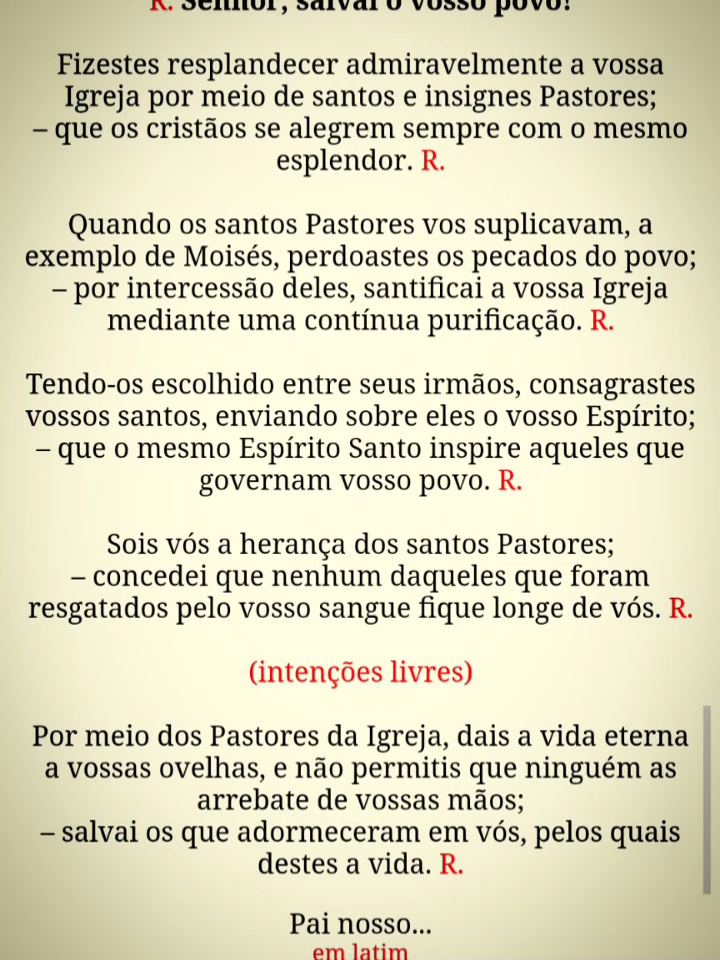 R. Senhor, salvai o vosso povo!
Fizestes resplandecer admiravelmente a vossa
Igreja por meio de santos e insignes Pastores;
– que os cristãos se alegrem sempre com o mesmo
esplendor. R.
Quando os santos Pastores vos suplicavam, a
exemplo de Moisés, perdoastes os pecados do povo;
– por intercessão deles, santificai a vossa Igreja
mediante uma contínua purificação. R.
Tendo-os escolhido entre seus irmãos, consagrastes
vossos santos, enviando sobre eles o vosso Espírito;
– que o mesmo Espírito Santo inspire aqueles que
governam vosso povo. R.
Sois vós a herança dos santos Pastores;
– concedei que nenhum daqueles que foram
resgatados pelo vosso sangue fique longe de vós. R.
(intenções livres)
Por meio dos Pastores da Igreja, dais a vida eterna
a vossas ovelhas, e não permitis que ninguém as
arrebate de vossas mãos;
– salvai os que adormeceram em vós, pelos quais
destes a vida. R.
Pai nosso...
em latim